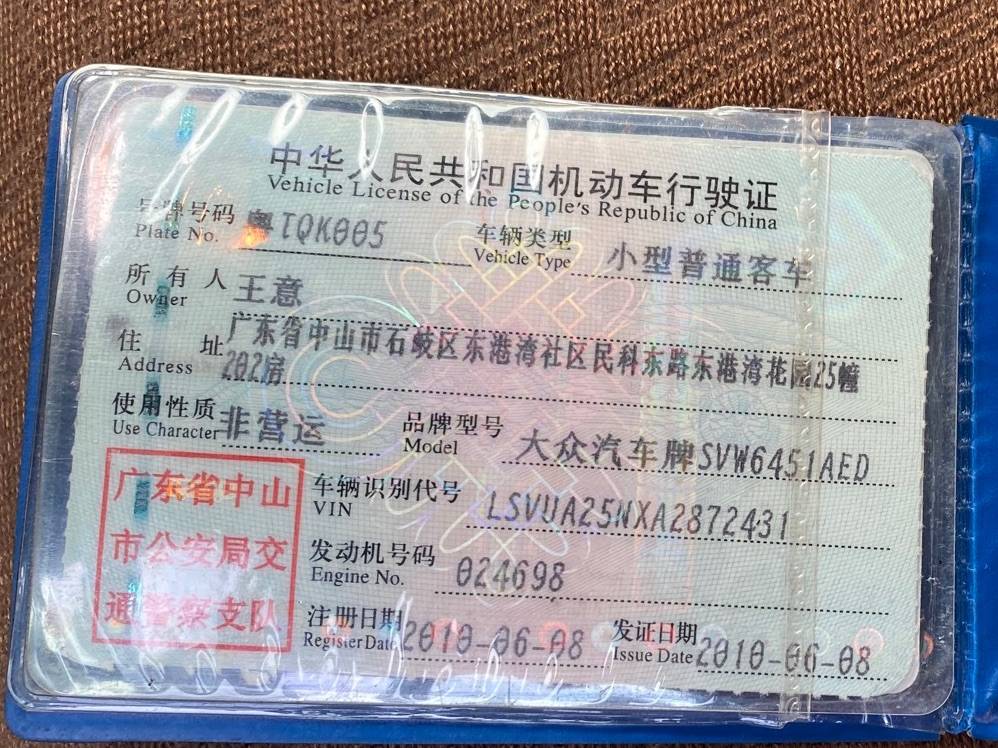 中华人民共和国机动车行驶证
Vehicle License of the People's Republic of China
号牌号码 粤TQK005 车辆类型 小型普通客车
Plate No. Vehicle Type
所有人 王意
Owner
住址 广东省中山市石岐区东港湾社区民科东路东港湾花园25幢
Address 202房
使用性质 非营运 品牌型号 大众汽车牌SVW6451AED
Use Character Model
广东省中山
市公安局交
通警察支队
车辆识别代号 LSVUA25NXA2872431
VIN
发动机号码 024698
Engine No.
注册日期 2010-06-08 发证日期 2010-06-08
Register Date Issue Date